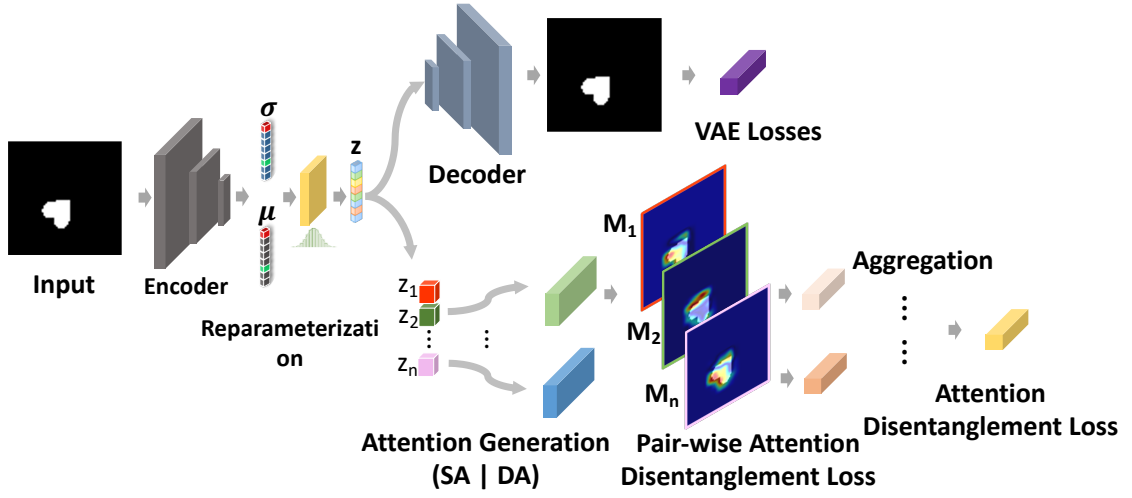 σ
μ
z
Input
Encoder
Reparameterizati
on
Decoder
VAE Losses
z1
z2
zn
Attention Generation
(SA | DA)
M1
M2
Mn
Pair-wise Attention
Disentanglement Loss
Aggregation
Attention
Disentanglement Loss